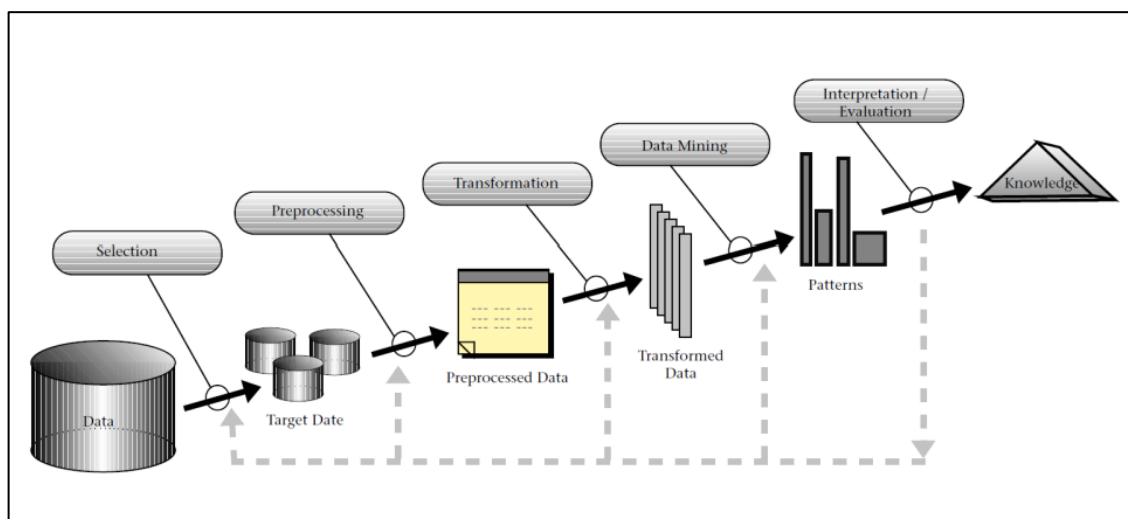 Interpretation /
Evaluation
Data Mining
Transformation
Knowledge
Preprocessing
Selection
Patterns
Transformed
Data
Preprocessed Data
Target Date
Data